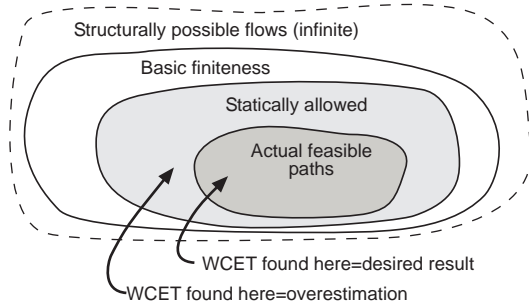 Structurally possible flows (infinite)
Basic finiteness
Statically allowed
Actual feasible
paths
WCET found here=desired result
WCET found here=overestimation